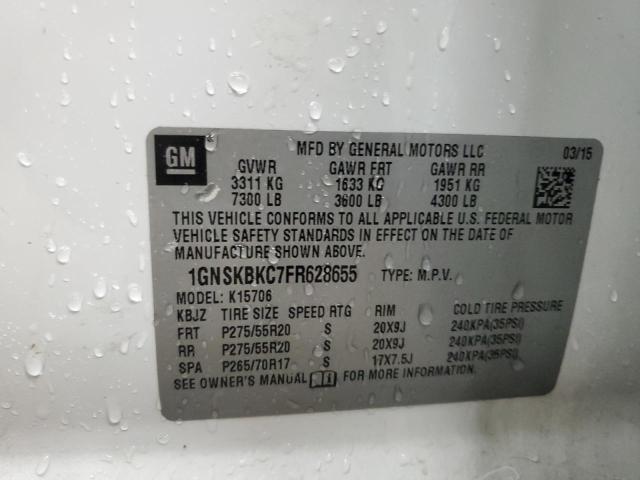 GM MFD BY GENERAL MOTORS LLC 03/15
GVWR GAWR FRT GAWR RR
3311 KG 1633 KG 1951 KG
7300 LB 3600 LB 4300 LB
THIS VEHICLE CONFORMS TO ALL APPLICABLE U.S. FEDERAL MOTOR
VEHICLE SAFETY STANDARDS IN EFFECT ON THE DATE OF
MANUFACTURE SHOWN ABOVE.
1GNSKBKC7FR628655 TYPE: M.P.V.
MODEL: K15706
KBJZ TIRE SIZE SPEED RTG RIM COLD TIRE PRESSURE
FRT P275/55R20 S 20X9J 240KPA(35PSI)
RR P275/55R20 S 20X9J 240KPA(35PSI)
SPA P265/70R17 S 17X7.5J 240KPA(35PSI)
SEE OWNER'S MANUAL FOR MORE INFORMATION.